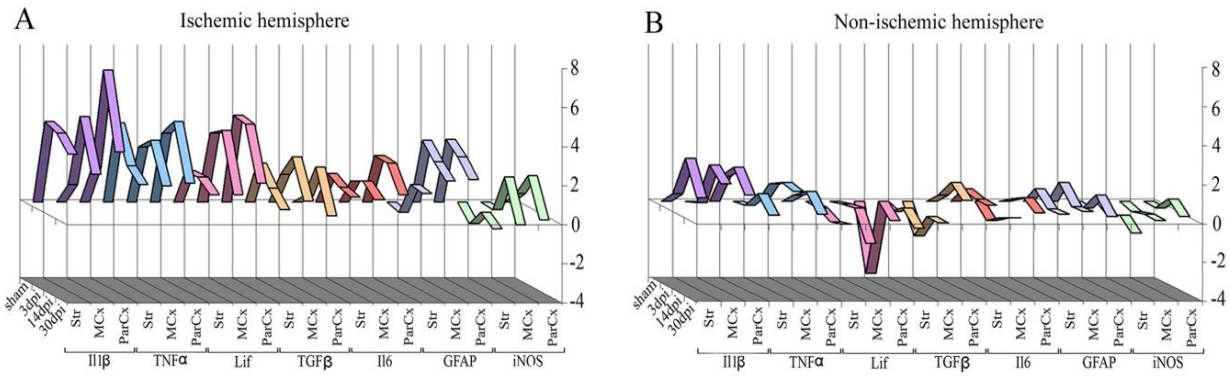 A
Ischemic hemisphere
8
6
4
2
0
-2
-4
sham
3dpi
14dpi
30dpi
Str
MCx
ParCx
Str
MCx
ParCx
Str
MCx
ParCx
Str
MCx
ParCx
Str
MCx
ParCx
Str
MCx
ParCx
Str
MCx
ParCx
Il1β
TNFα
Lif
TGFβ
Il6
GFAP
iNOS
B
Non-ischemic hemisphere
8
6
4
2
0
-2
-4
sham
3dpi
14dpi
30dpi
Str
MCx
ParCx
Str
MCx
ParCx
Str
MCx
ParCx
Str
MCx
ParCx
Str
MCx
ParCx
Str
MCx
ParCx
Str
MCx
ParCx
Il1β
TNFα
Lif
TGFβ
Il6
GFAP
iNOS